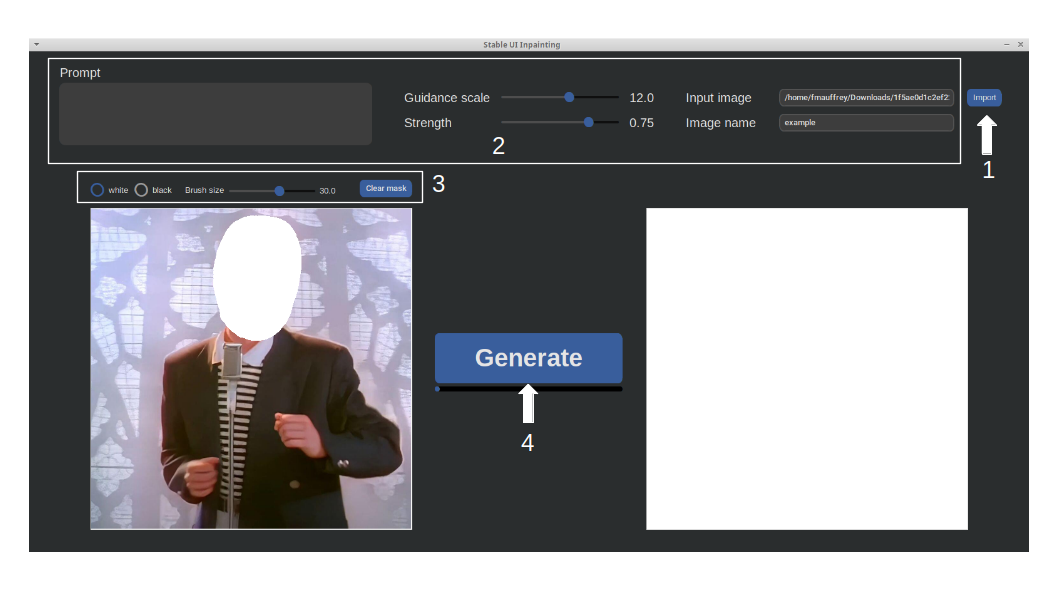 Stable UI Inpainting
Prompt
Guidance scale 12.0 Input image /home/fmauffrey/Downloads/1f5ae0d1c2ef2 Import
Strength 0.75 Image name example
2
1
white black Brush size 30.0 Clear mask 3
Generate
4